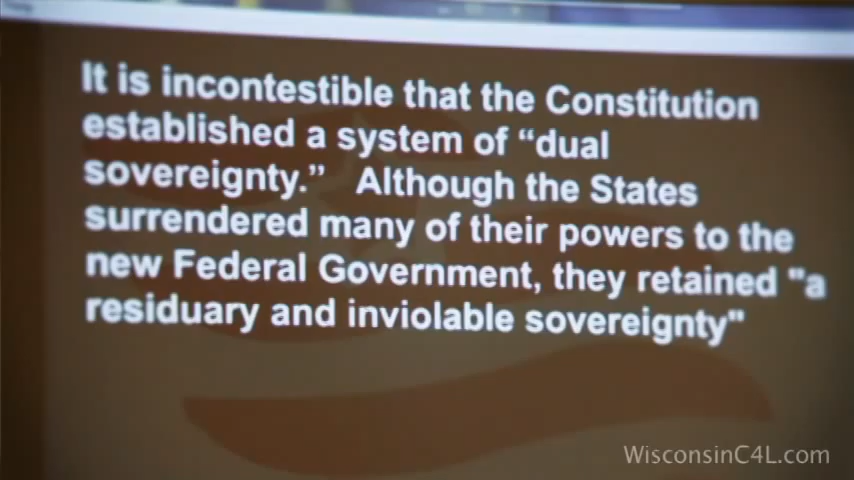 It is incontestible that the Constitution
established a system of “dual
sovereignty.” Although the States
surrendered many of their powers to the
new Federal Government, they retained "a
residuary and inviolable sovereignty"
WisconsinC4L.com